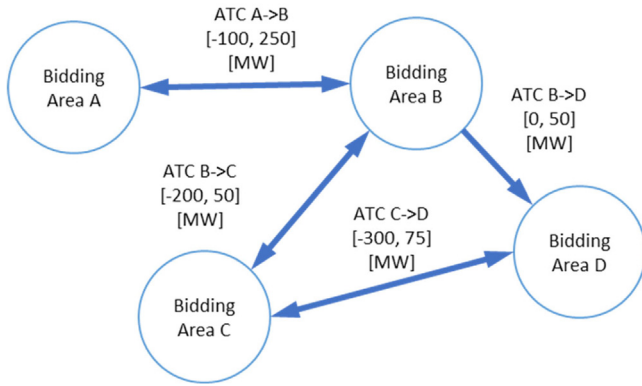 ATC A->B
[-100, 250]
[MW]
Bidding
Area A
Bidding
Area B
ATC B->D
[0, 50]
[MW]
ATC B->C
[-200, 50]
[MW]
ATC C->D
[-300, 75]
[MW]
Bidding
Area D
Bidding
Area C